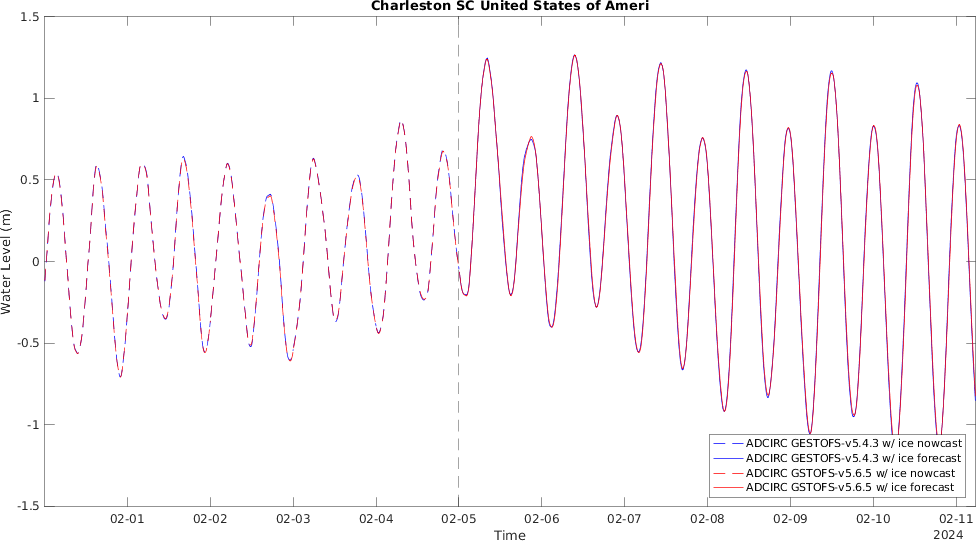 Charleston SC United States of Ameri
1.5
1
0.5
0
-0.5
-1
-1.5
Water Level (m)
ADCIRC GESTOFS-v5.4.3 w/ ice nowcast
ADCIRC GESTOFS-v5.4.3 w/ ice forecast
ADCIRC GSTOFS-v5.6.5 w/ ice nowcast
ADCIRC GSTOFS-v5.6.5 w/ ice forecast
02-01 02-02 02-03 02-04 02-05 02-06 02-07 02-08 02-09 02-10 02-11
Time 2024